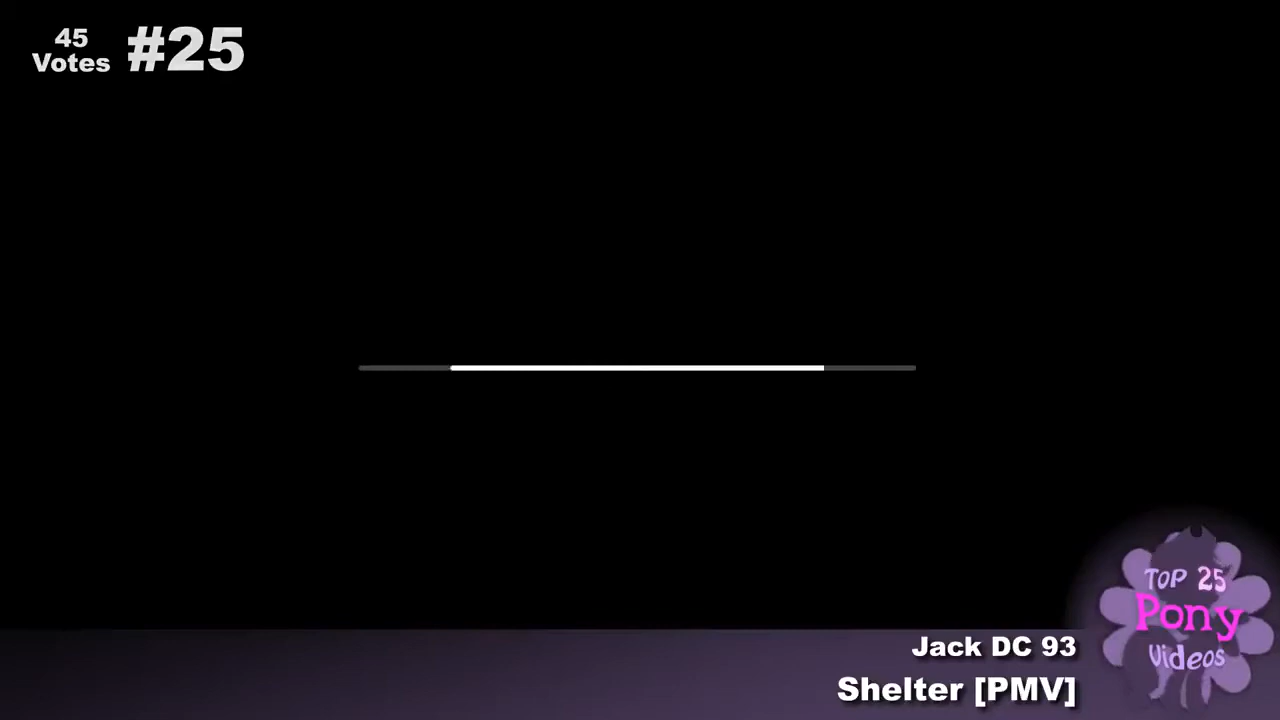 45
Votes
#25
Jack DC 93
Shelter [PMV]
TOP 25
Pony
Videos